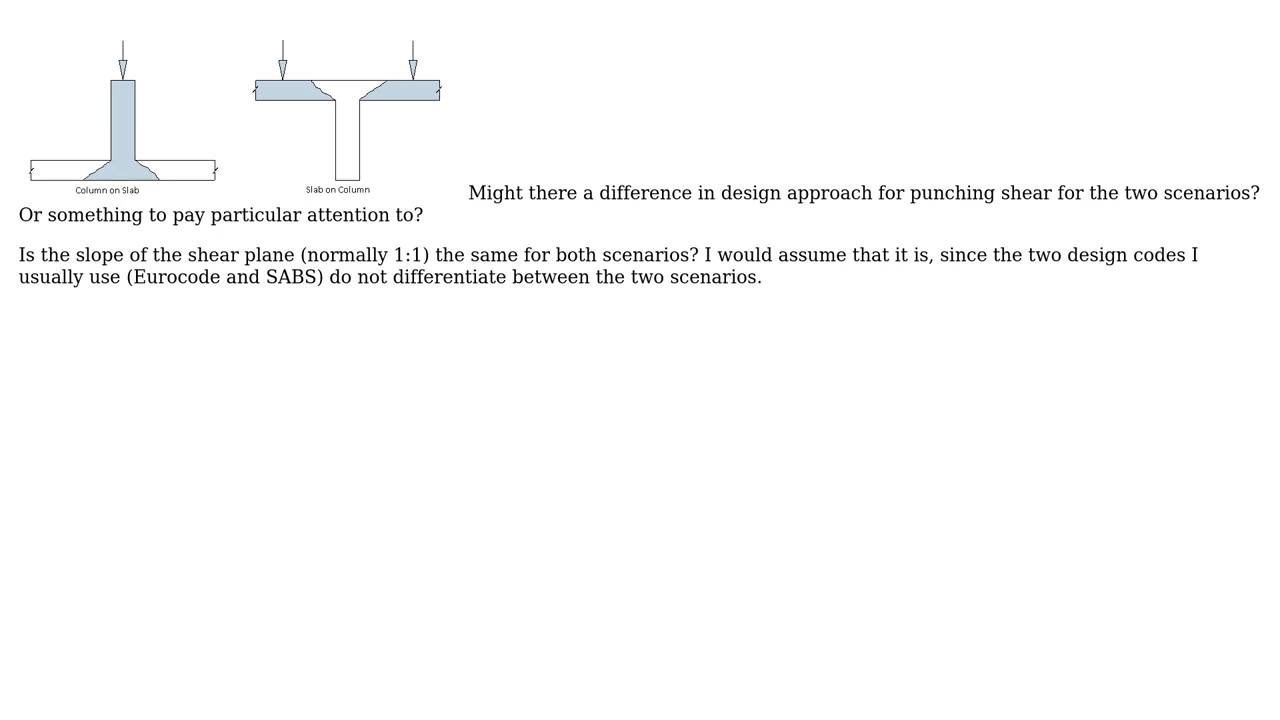 Column on Slab
Slab on Column
Might there a difference in design approach for punching shear for the two scenarios?
Or something to pay particular attention to?
Is the slope of the shear plane (normally 1:1) the same for both scenarios? I would assume that it is, since the two design codes I
usually use (Eurocode and SABS) do not differentiate between the two scenarios.